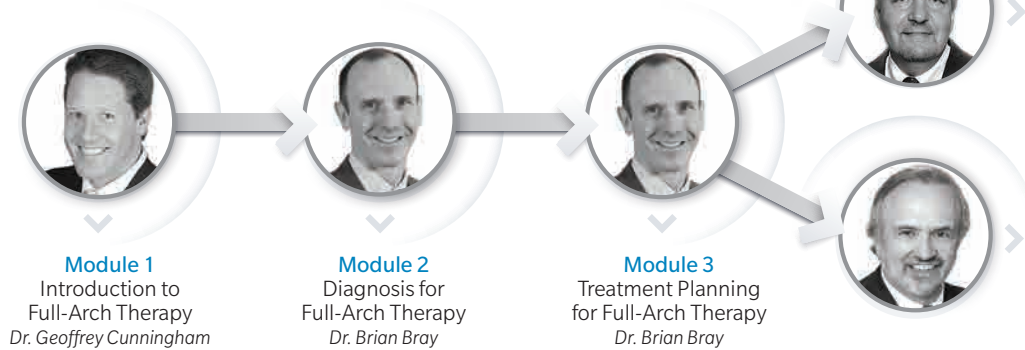 Module 1
Introduction to
Full-Arch Therapy
Dr. Geoffrey Cunningham
Module 2
Diagnosis for
Full-Arch Therapy
Dr. Brian Bray
Module 3
Treatment Planning
for Full-Arch Therapy
Dr. Brian Bray